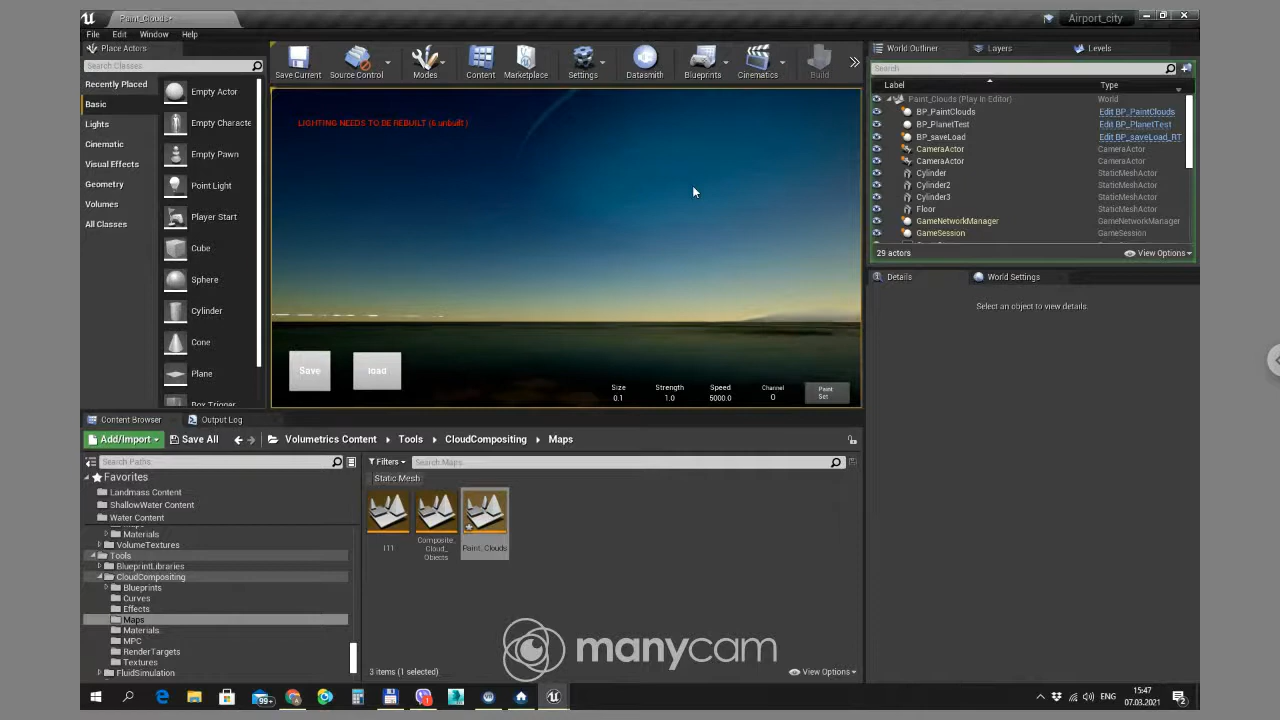 Paint_Clouds*
Airport_city
File Edit Window Help
Place Actors
Search Classes
Recently Placed
Basic
Lights
Cinematic
Visual Effects
Geometry
Volumes
All Classes
Empty Actor
Empty Characte
Empty Pawn
Point Light
Player Start
Cube
Sphere
Cylinder
Cone
Plane
Box Trigger
Save Current
Source Control
Modes
Content
Marketplace
Settings
Datasmith
Blueprints
Cinematics
Build
LIGHTING NEEDS TO BE REBUILT (6 unbuilt)
Save
load
Size Strength Speed Channel
0.1 1.0 5000.0 0
Paint
Set
World Outliner
Layers
Levels
Search
Label Type
Paint_Clouds (Play In Editor) World
BP_PaintClouds Edit BP_PaintClouds
BP_PlanetTest Edit BP_PlanetTest
BP_saveLoad Edit BP_saveLoad_RT
CameraActor CameraActor
CameraActor CameraActor
Cylinder StaticMeshActor
Cylinder2 StaticMeshActor
Cylinder3 StaticMeshActor
Floor StaticMeshActor
GameNetworkManager GameNetworkManager
GameSession GameSession
29 actors
View Options
Details
World Settings
Select an object to view details.
Content Browser
Output Log
Add/Import
Save All
Volumetrics Content
Tools
CloudCompositing
Maps
Search Paths
Favorites
Landmass Content
ShallowWater Content
Water Content
Materials
VolumeTextures
Tools
BlueprintLibraries
CloudCompositing
Blueprints
Curves
Effects
Maps
Materials
MPC
RenderTargets
Textures
FluidSimulation
Filters
Search Maps
Static Mesh
Composite_
Cloud_
Objects
Paint_Clouds
3 items (1 selected)
View Options
manycam
99+
ENG
15:47
07.03.2021
2